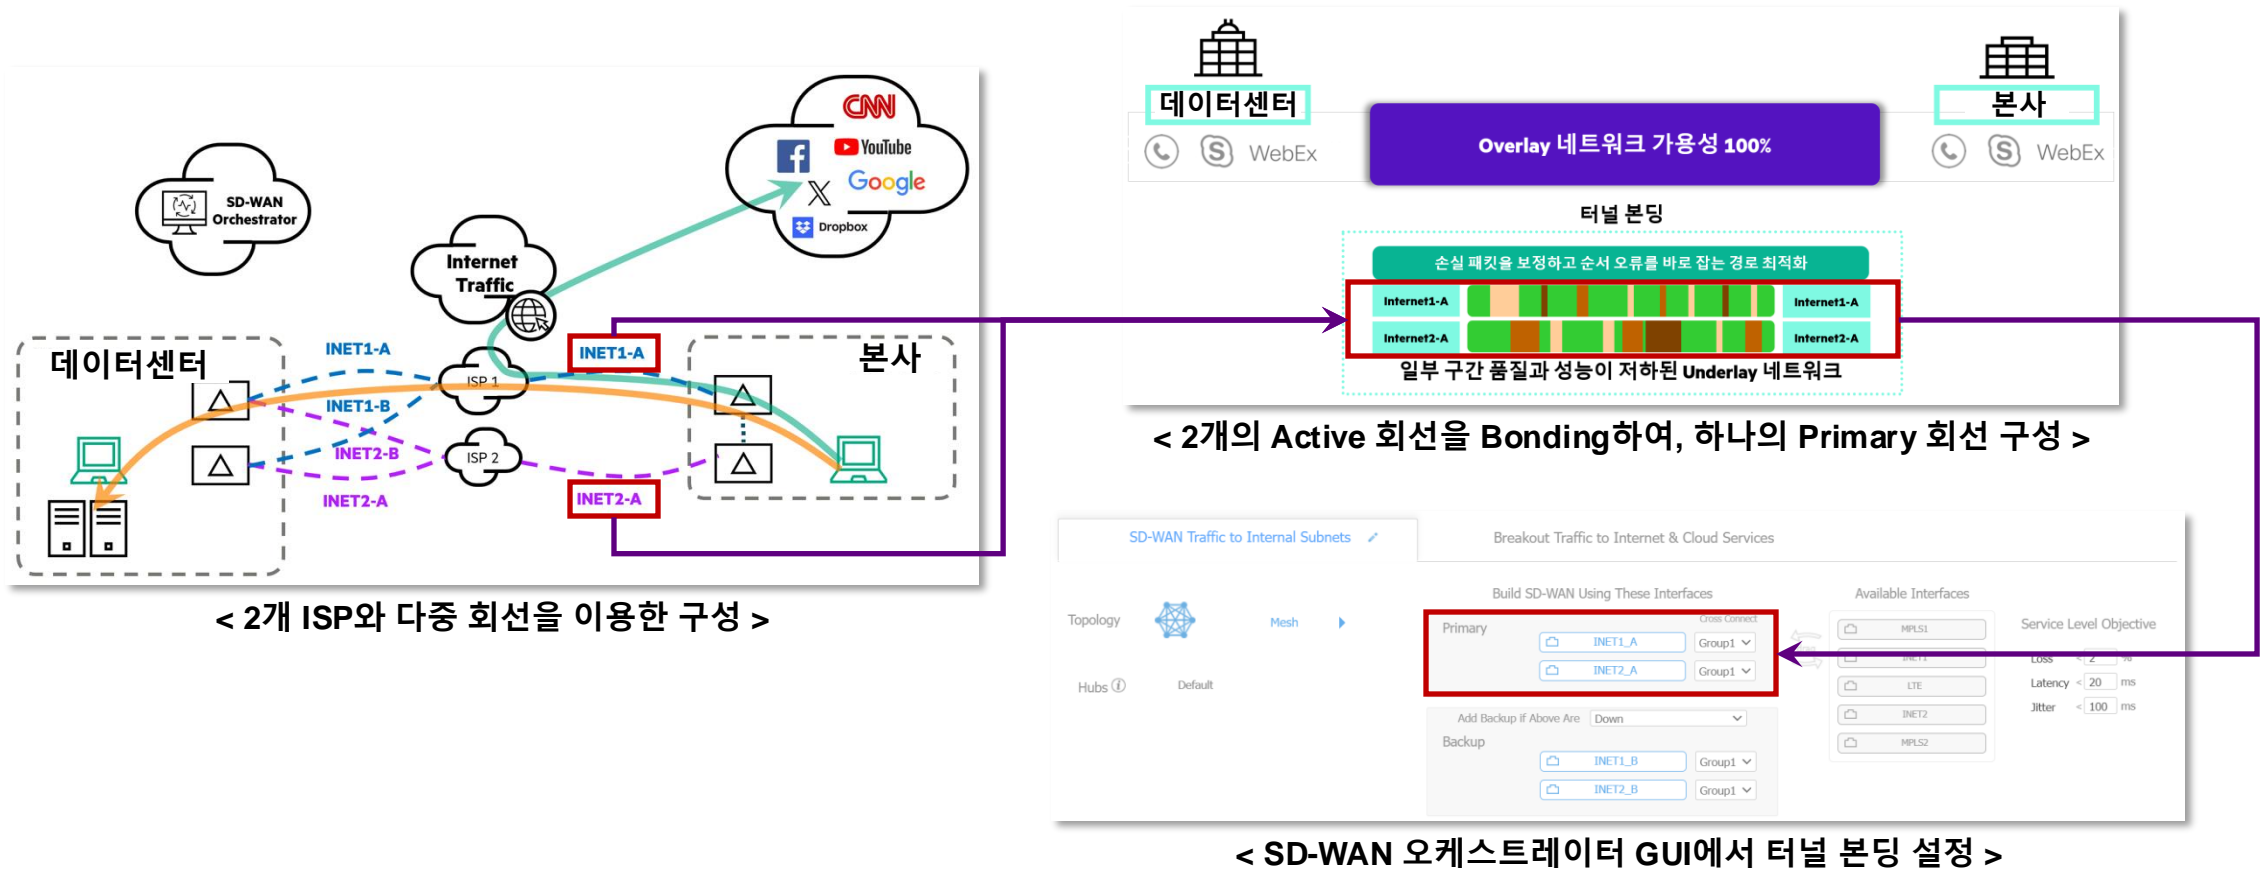 CNN
YouTube
Google
Dropbox
SD-WAN
Orchestrator
Internet
Traffic
데이터센터
INET1-A
INET1-B
INET2-B
INET2-A
ISP 1
ISP 2
INET1-A
INET2-A
본사
< 2개 ISP와 다중 회선을 이용한 구성 >
데이터센터
본사
WebEx
Overlay 네트워크 가용성 100%
WebEx
터널 본딩
손실 패킷을 보정하고 순서 오류를 바로 잡는 경로 최적화
Internet1-A
Internet1-A
Internet2-A
Internet2-A
일부 구간 품질과 성능이 저하된 Underlay 네트워크
< 2개의 Active 회선을 Bonding하여, 하나의 Primary 회선 구성 >
SD-WAN Traffic to Internal Subnets
Breakout Traffic to Internet & Cloud Services
Topology
Mesh
Hubs
Default
Build SD-WAN Using These Interfaces
Primary
Cross Connect
INET1_A
Group1
INET2_A
Group1
Add Backup if Above Are
Down
Backup
INET1_B
Group1
INET2_B
Group1
Available Interfaces
MPLS1
INET1
LTE
INET2
MPLS2
Service Level Objective
Loss < 2 %
Latency < 20 ms
Jitter < 100 ms
< SD-WAN 오케스트레이터 GUI에서 터널 본딩 설정 >